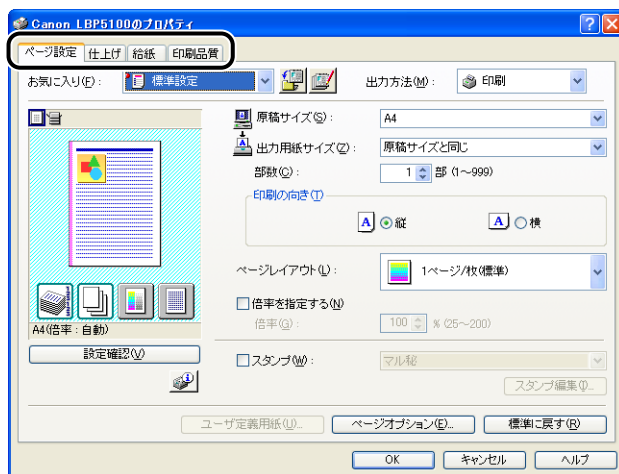 Canon LBP5100のプロパティ
ページ設定 仕上げ 給紙 印刷品質
お気に入り(F): 標準設定 出力方法(M): 印刷
原稿サイズ(S): A4
出力用紙サイズ(Z): 原稿サイズと同じ
部数(C): 1 部 (1～999)
印刷の向き(T)
A 縦 A 横
ページレイアウト(L): 1ページ/枚(標準)
倍率を指定する(N)
倍率(G): 100 % (25～200)
A4(倍率:自動)
設定確認(V)
スタンプ(W): マル秘
スタンプ編集(I)...
ユーザ定義用紙(U)... ページオプション(E)... 標準に戻す(R)
OK キャンセル ヘルプ